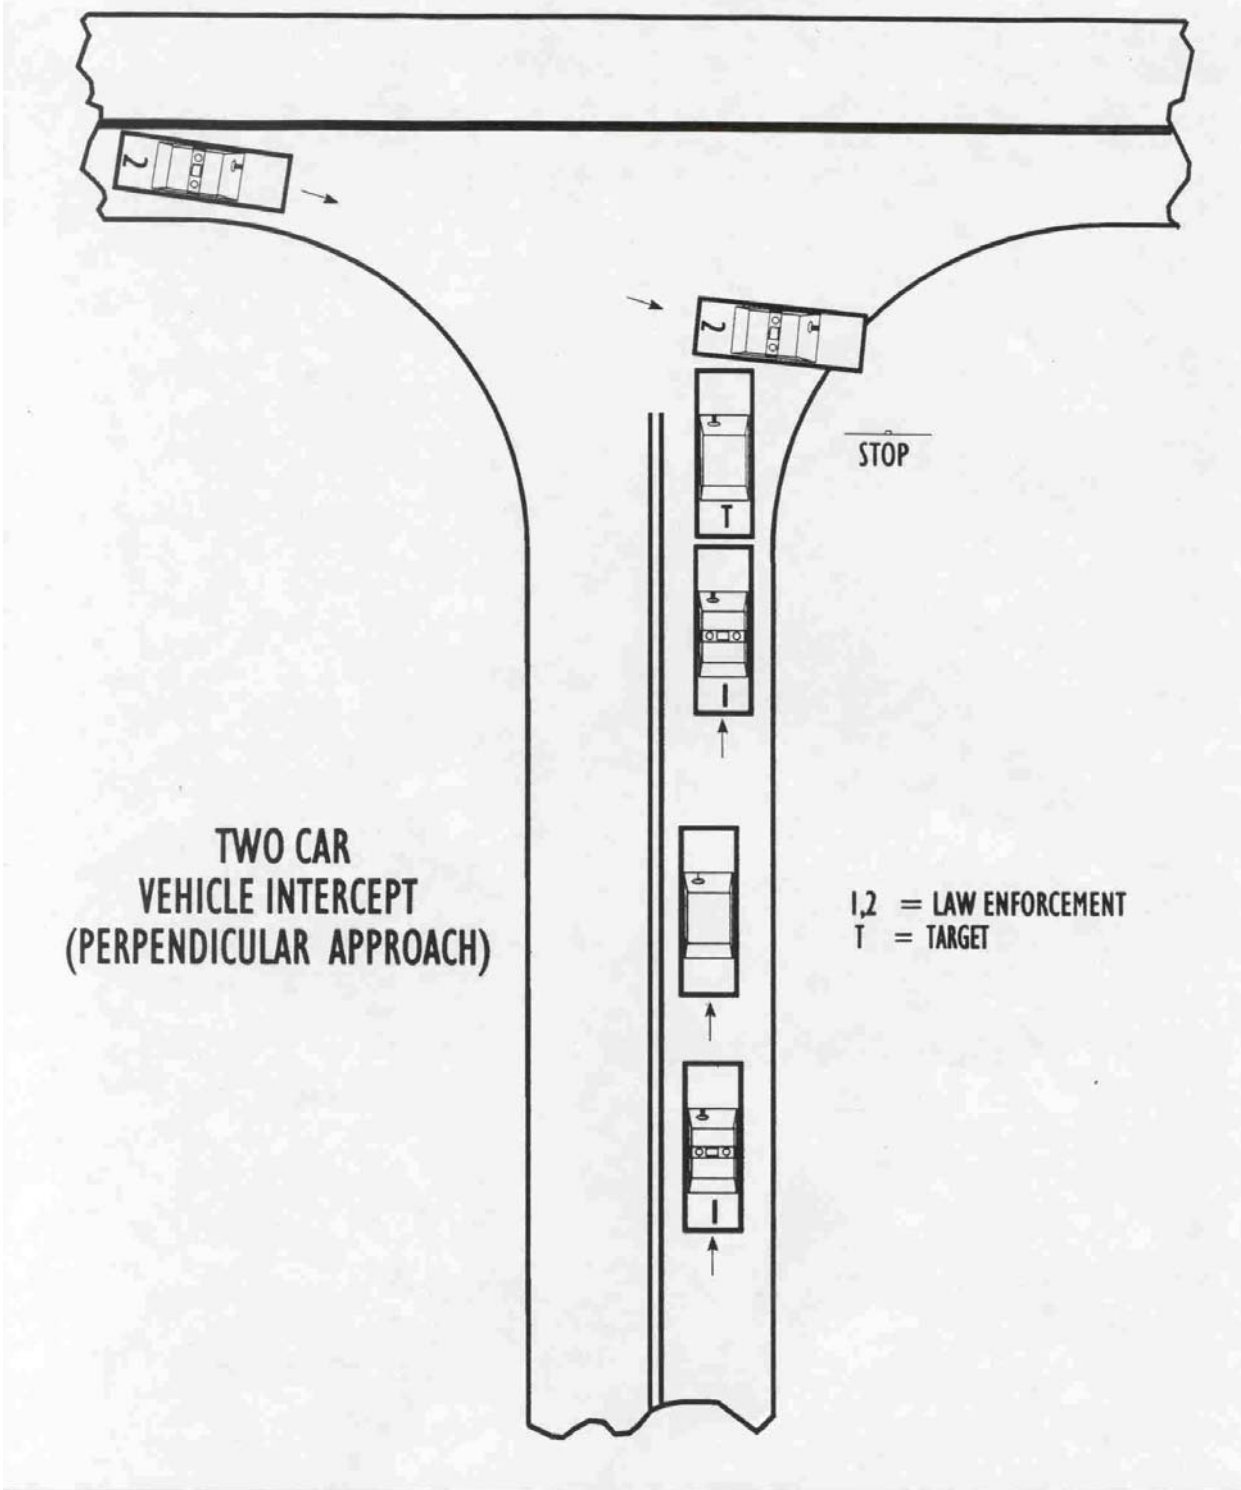 2
2
STOP
T
1
TWO CAR
VEHICLE INTERCEPT
(PERPENDICULAR APPROACH)
1,2 = LAW ENFORCEMENT
T = TARGET
1